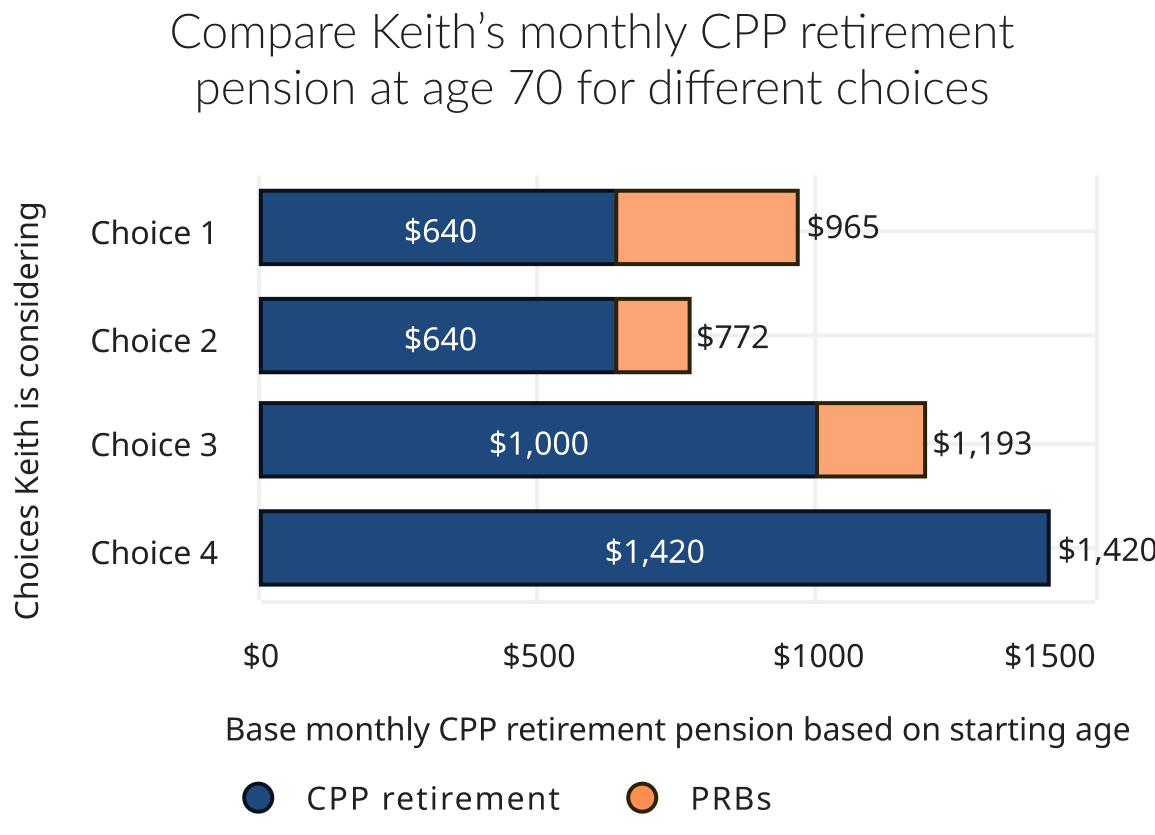 Compare Keith’s monthly CPP retirement
pension at age 70 for different choices
Choices Keith is considering
Choice 1
$640
$965
Choice 2
$640
$772
Choice 3
$1,000
$1,193
Choice 4
$1,420
$1,420
$0
$500
$1000
$1500
Base monthly CPP retirement pension based on starting age
CPP retirement
PRBs